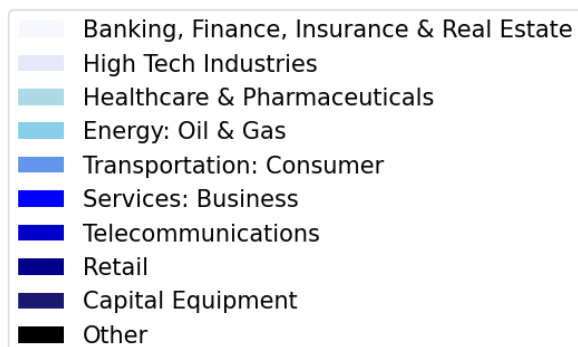 Banking, Finance, Insurance & Real Estate
High Tech Industries
Healthcare & Pharmaceuticals
Energy: Oil & Gas
Transportation: Consumer
Services: Business
Telecommunications
Retail
Capital Equipment
Other